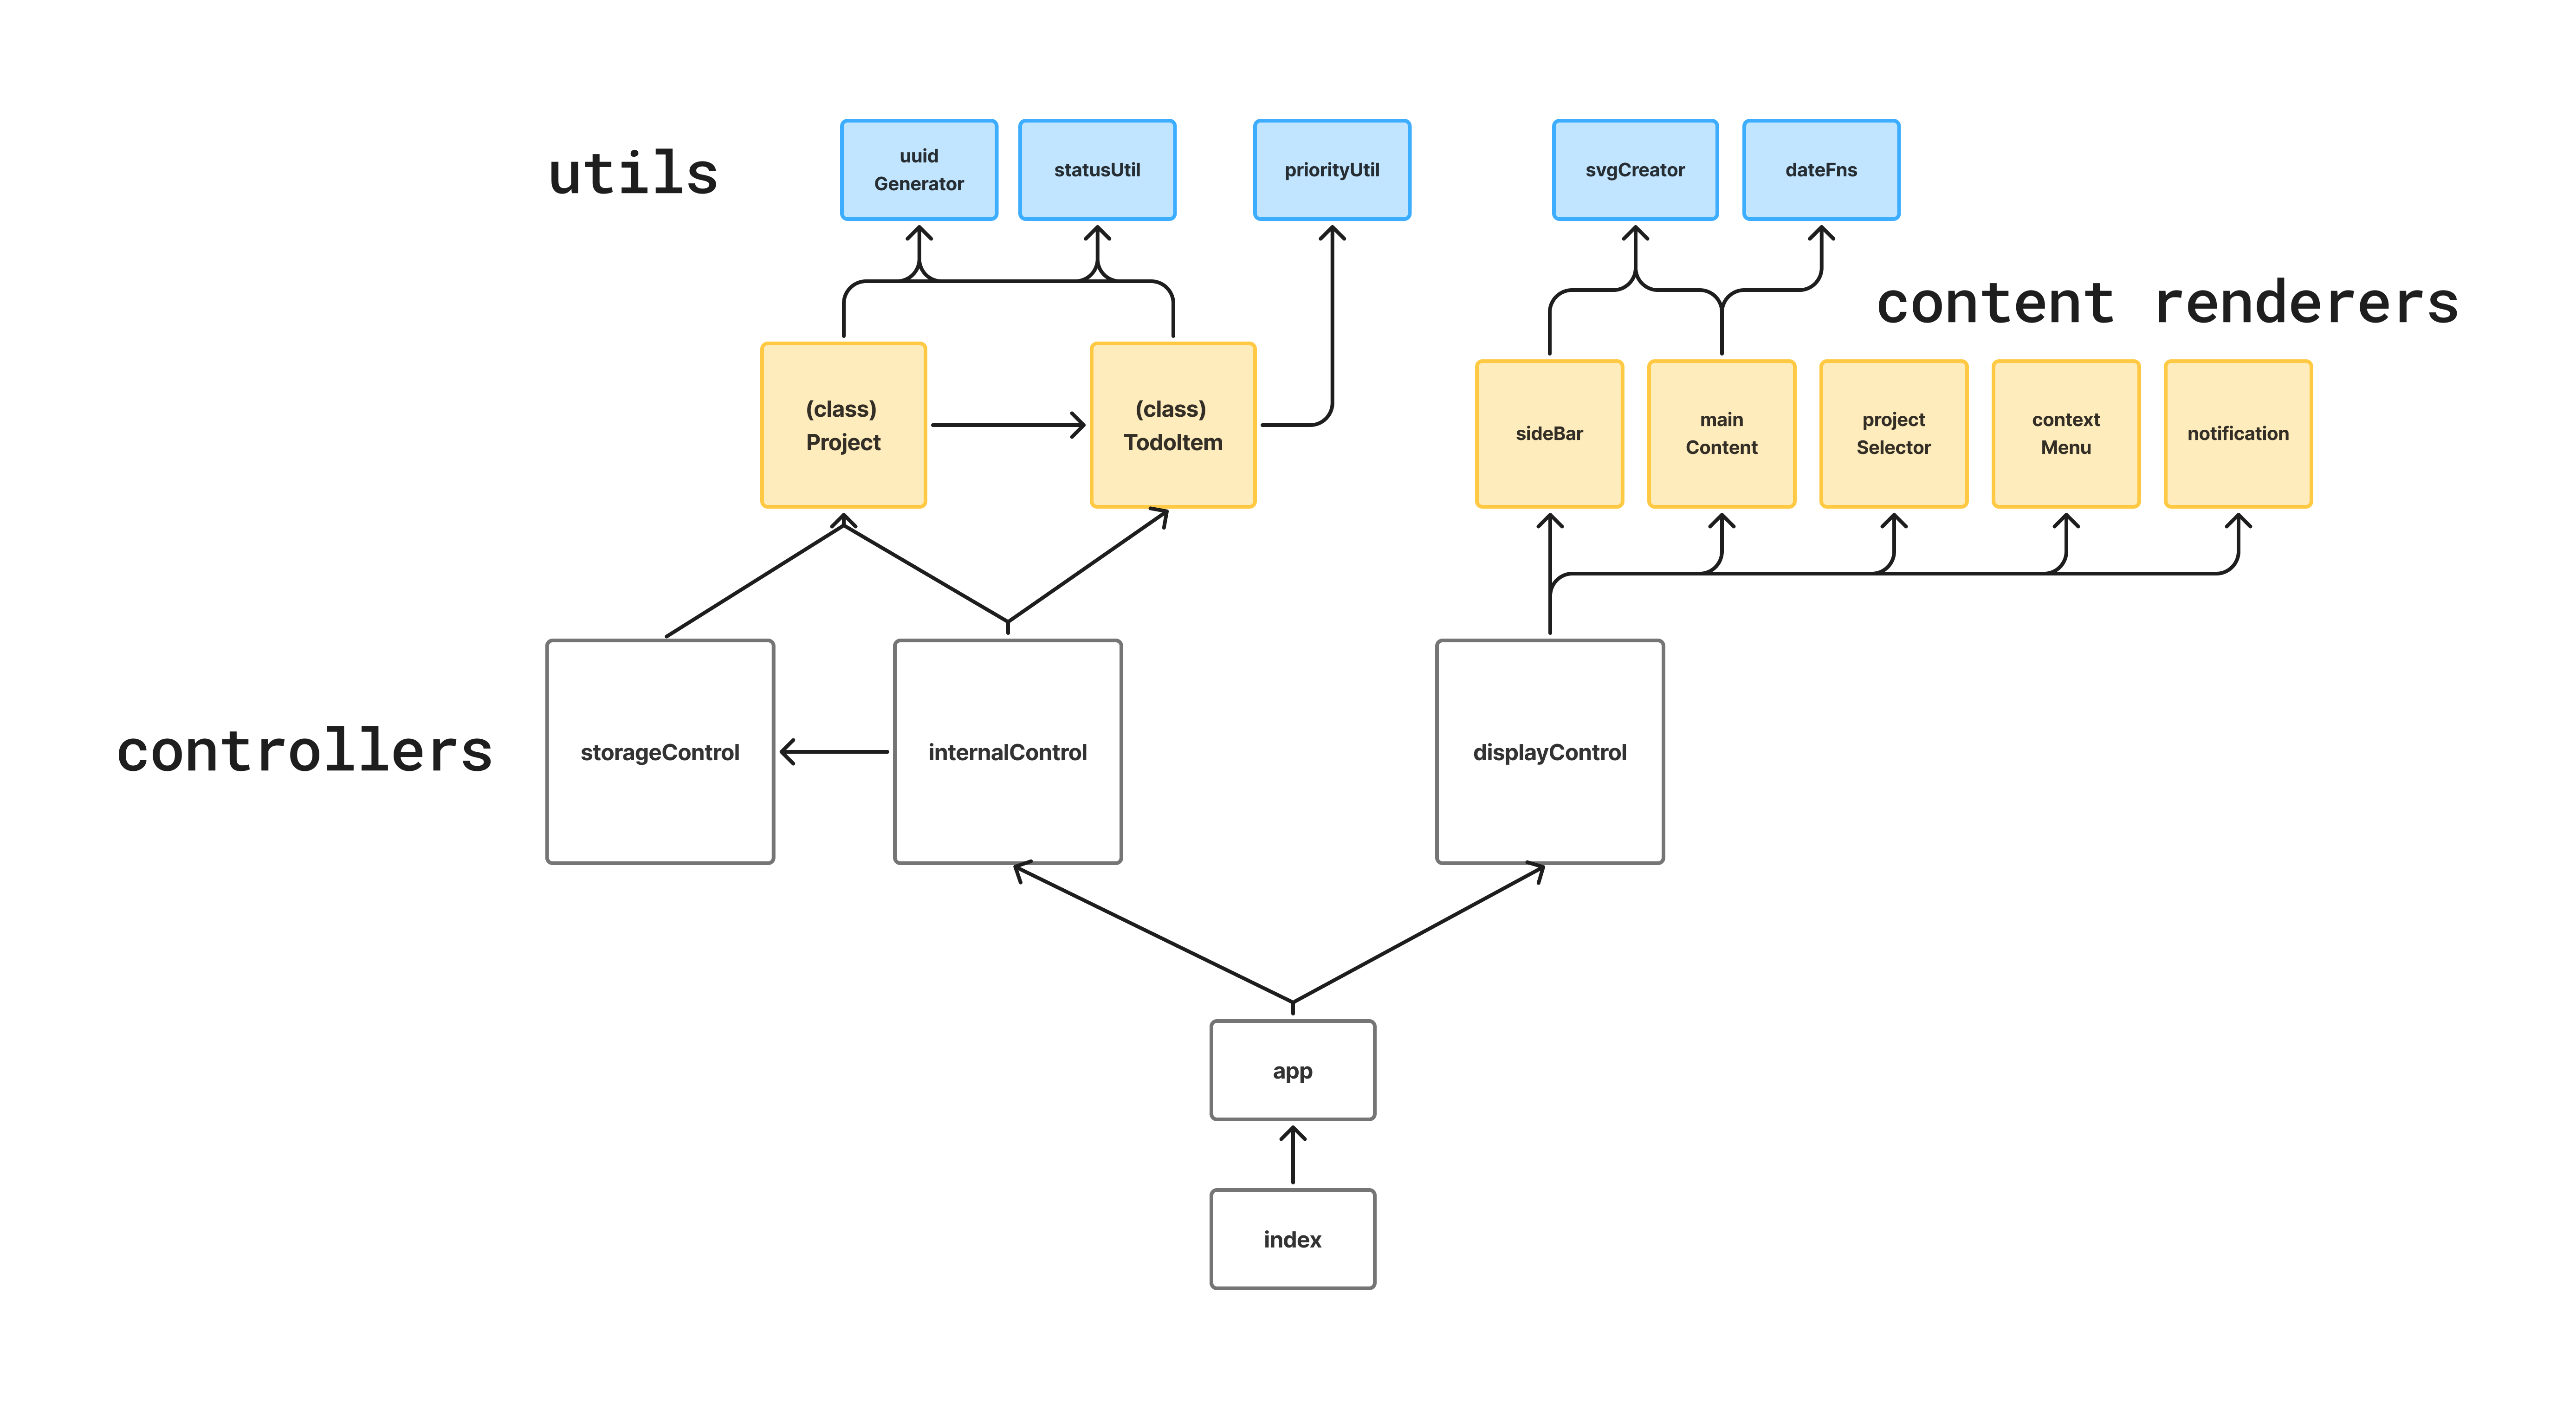 utils
uuid
Generator
statusUtil
priorityUtil
svgCreator
dateFns
content renderers
(class)
Project
(class)
TodoItem
sideBar
main
Content
project
Selector
context
Menu
notification
controllers
storageControl
internalControl
displayControl
app
index